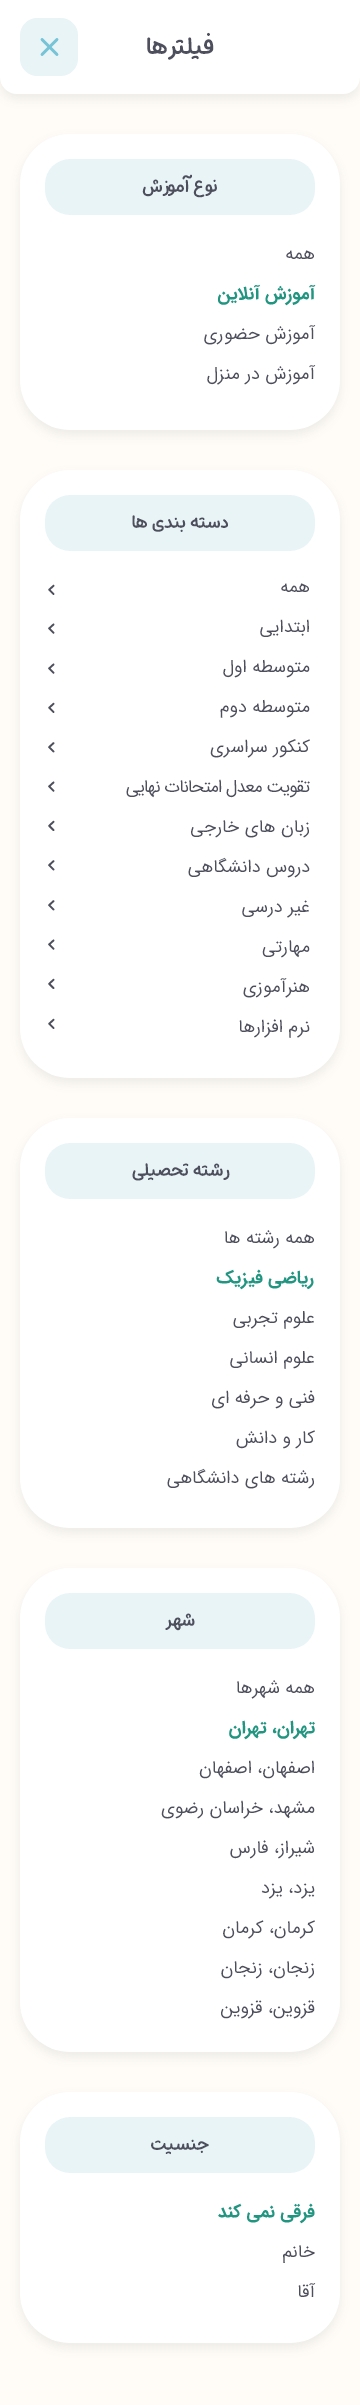 فیلترها
نوع آموزش
همه
آموزش آنلاین
آموزش حضوری
آموزش در منزل
دسته بندی ها
همه
ابتدایی
متوسطه اول
متوسطه دوم
کنکور سراسری
تقویت معدل امتحانات نهایی
زبان های خارجی
دروس دانشگاهی
غیر درسی
مهارتی
هنرآموزی
نرم افزارها
رشته تحصیلی
همه رشته ها
ریاضی فیزیک
علوم تجربی
علوم انسانی
فنی و حرفه ای
کار و دانش
رشته های دانشگاهی
شهر
همه شهرها
تهران، تهران
اصفهان، اصفهان
مشهد، خراسان رضوی
شیراز، فارس
یزد، یزد
کرمان، کرمان
زنجان، زنجان
قزوین، قزوین
جنسیت
فرقی نمی کند
خانم
آقا